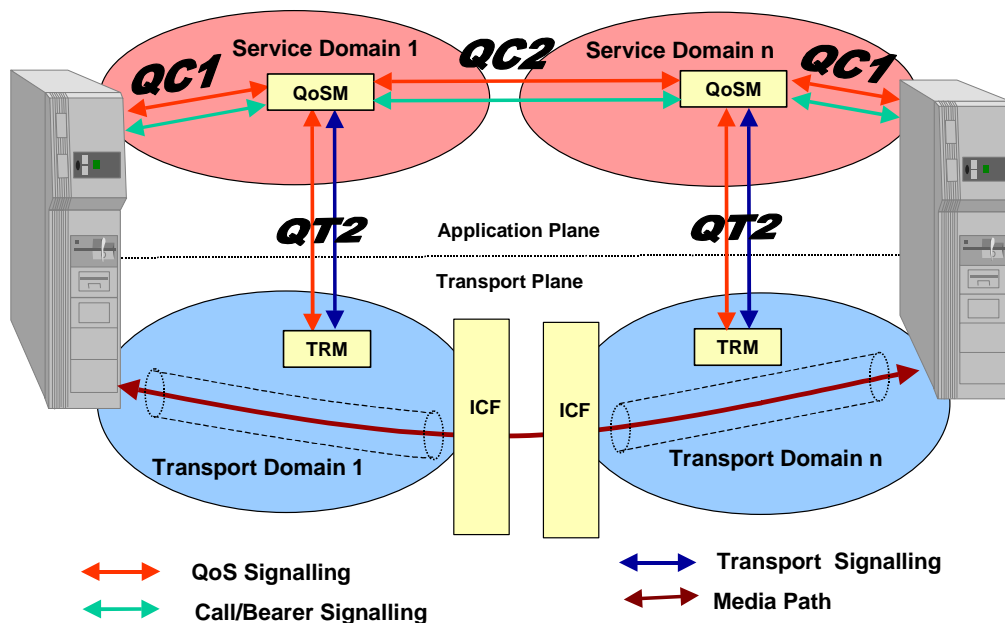 Service Domain 1
QC2
Service Domain n
QC1
QC1
QoSM
QoSM
QT2
QT2
Application Plane
Transport Plane
TRM
TRM
ICF
ICF
Transport Domain 1
Transport Domain n
QoS Signalling
Transport Signalling
Call/Bearer Signalling
Media Path